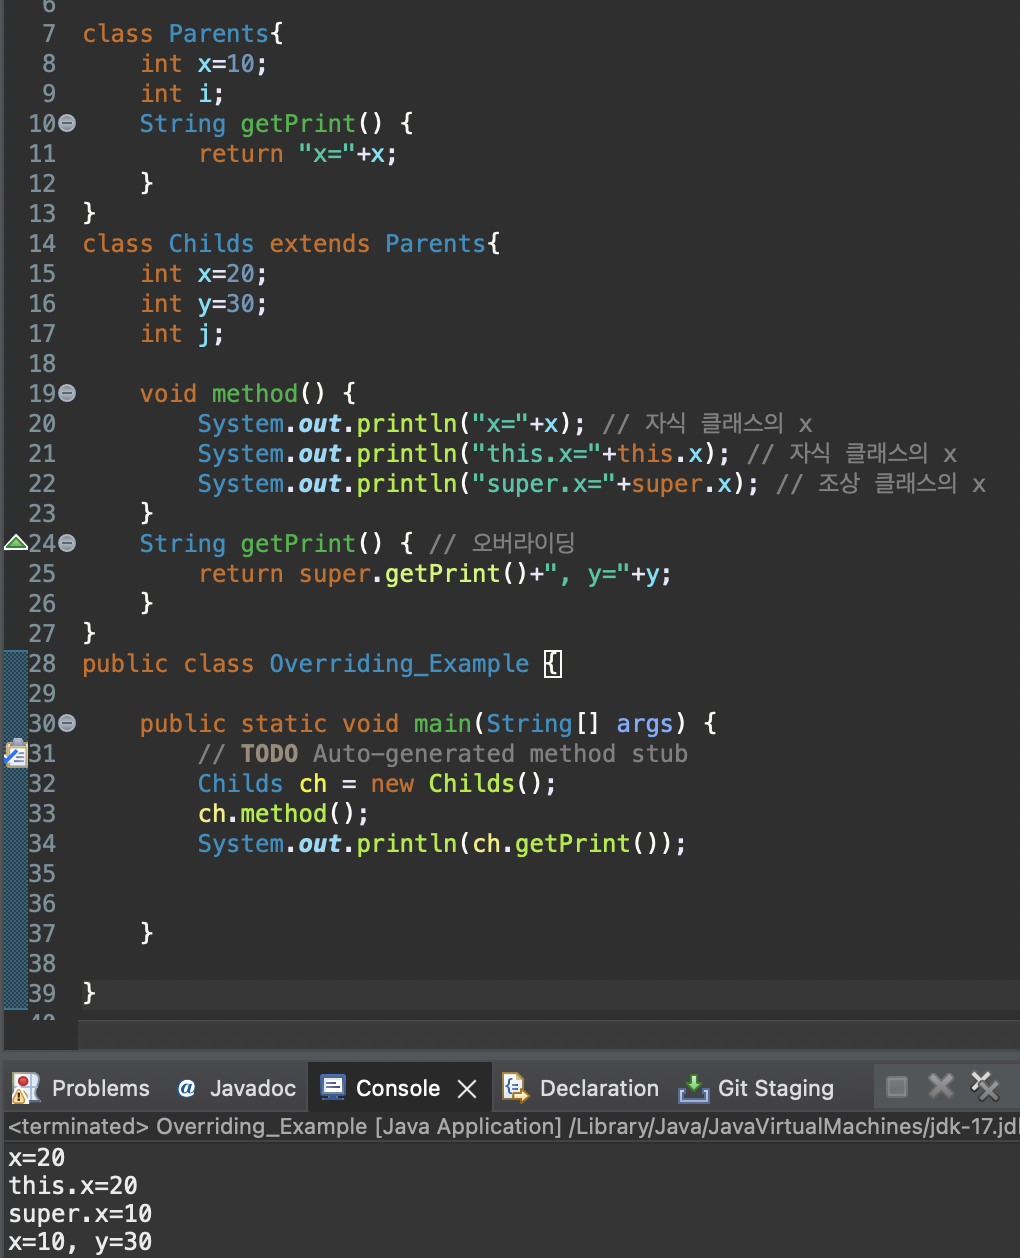 6
7 class Parents{
8     int x=10;
9     int i;
10     String getPrint() {
11         return "x="+x;
12     }
13 }
14 class Childs extends Parents{
15     int x=20;
16     int y=30;
17     int j;
18
19     void method() {
20         System.out.println("x="+x); // 자식 클래스의 x
21         System.out.println("this.x="+this.x); // 자식 클래스의 x
22         System.out.println("super.x="+super.x); // 조상 클래스의 x
23     }
24     String getPrint() { // 오버라이딩
25         return super.getPrint()+", y="+y;
26     }
27 }
28 public class Overriding_Example {
29
30     public static void main(String[] args) {
31         // TODO Auto-generated method stub
32         Childs ch = new Childs();
33         ch.method();
34         System.out.println(ch.getPrint());
35
36
37     }
38
39 }
40
Problems @ Javadoc Console Declaration Git Staging
<terminated> Overriding_Example [Java Application] /Library/Java/JavaVirtualMachines/jdk-17.jd
x=20
this.x=20
super.x=10
x=10, y=30